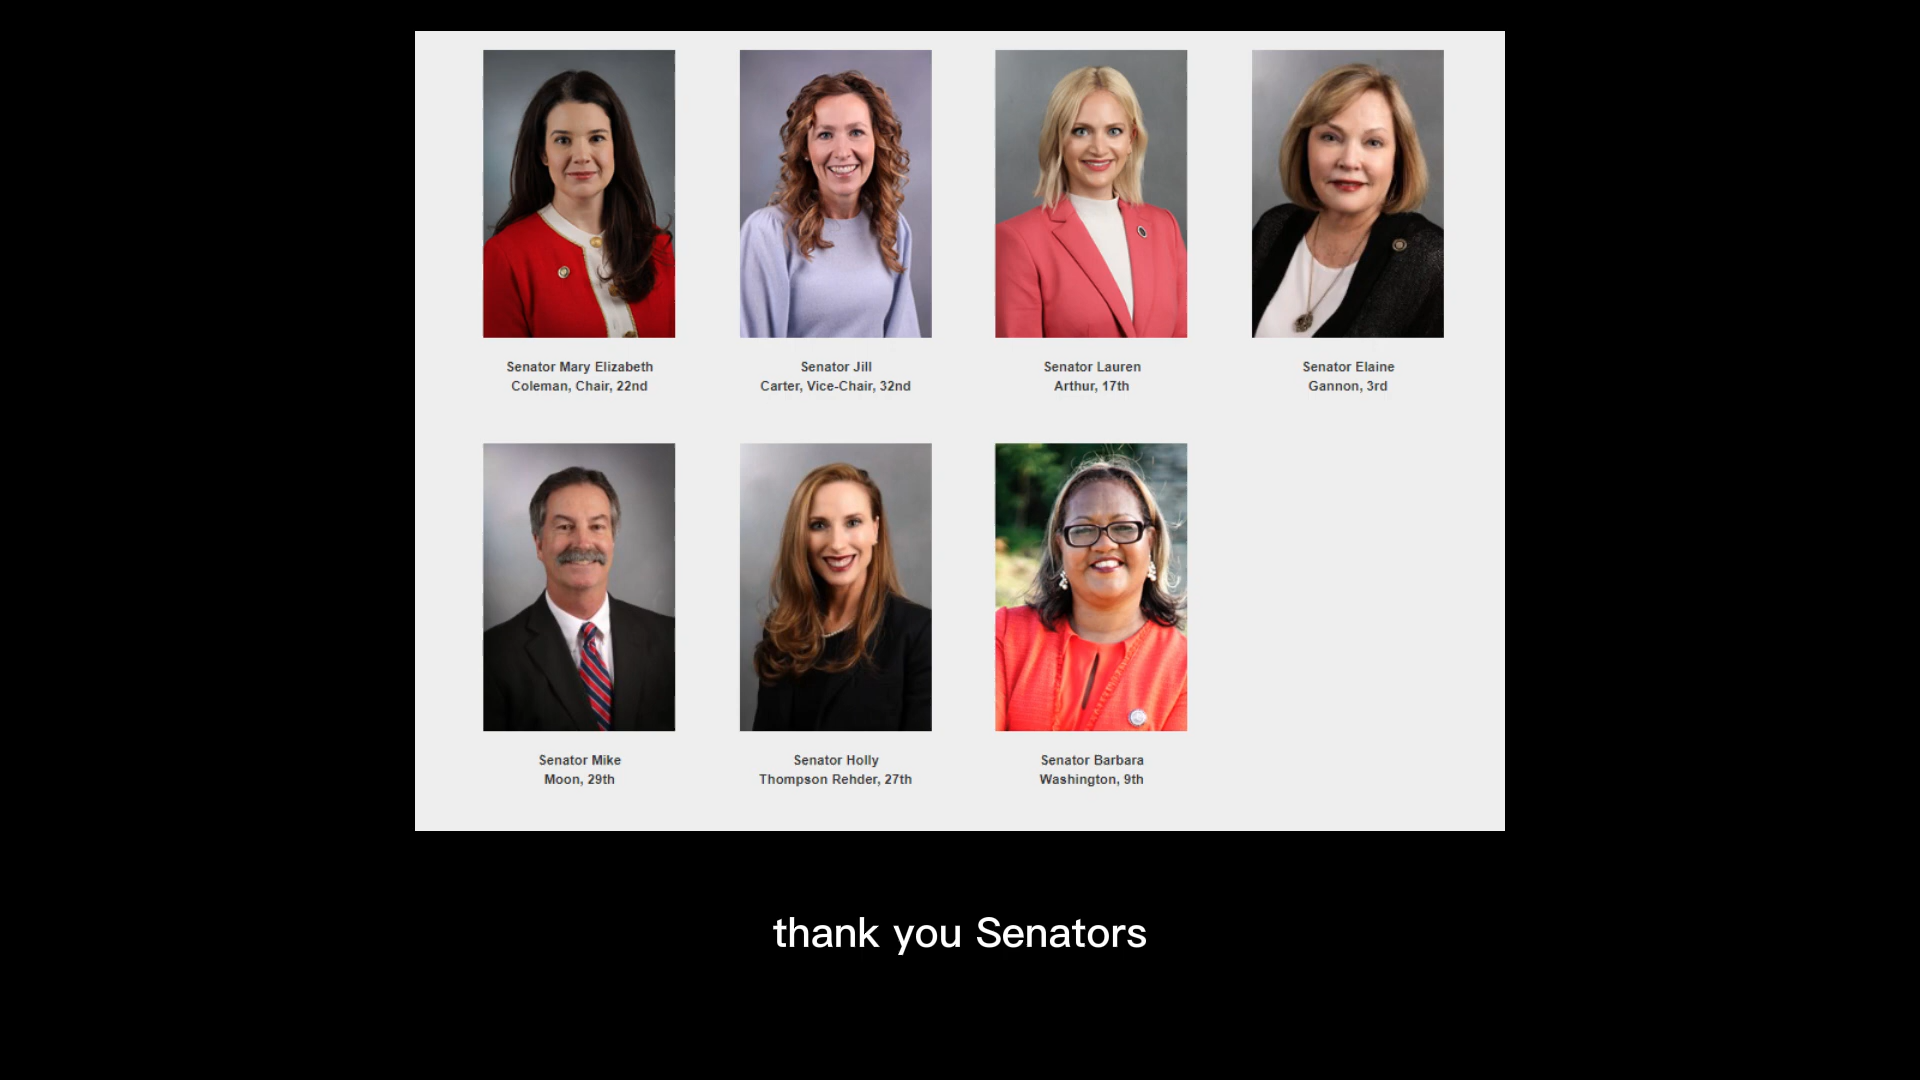 Senator Mary Elizabeth
Coleman, Chair, 22nd
Senator Jill
Carter, Vice-Chair, 32nd
Senator Lauren
Arthur, 17th
Senator Elaine
Gannon, 3rd
Senator Mike
Moon, 29th
Senator Holly
Thompson Rehder, 27th
Senator Barbara
Washington, 9th
thank you Senators